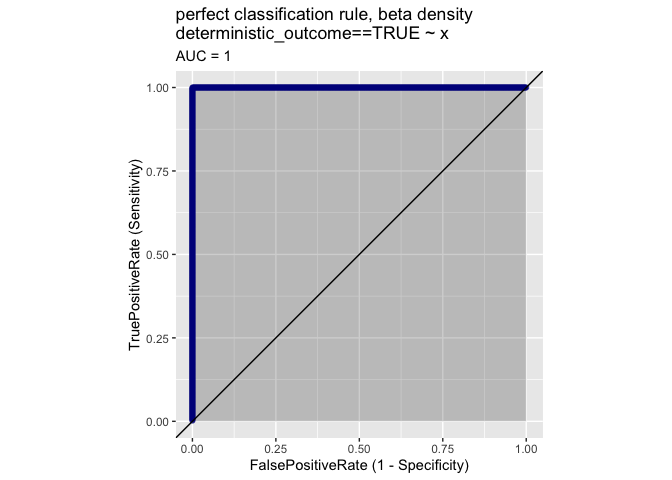 perfect classification rule, beta density
deterministic_outcome==TRUE ~ x
AUC = 1
1.00
0.75
0.50
0.25
0.00
TruePositiveRate (Sensitivity)
0.00 0.25 0.50 0.75 1.00
FalsePositiveRate (1 - Specificity)